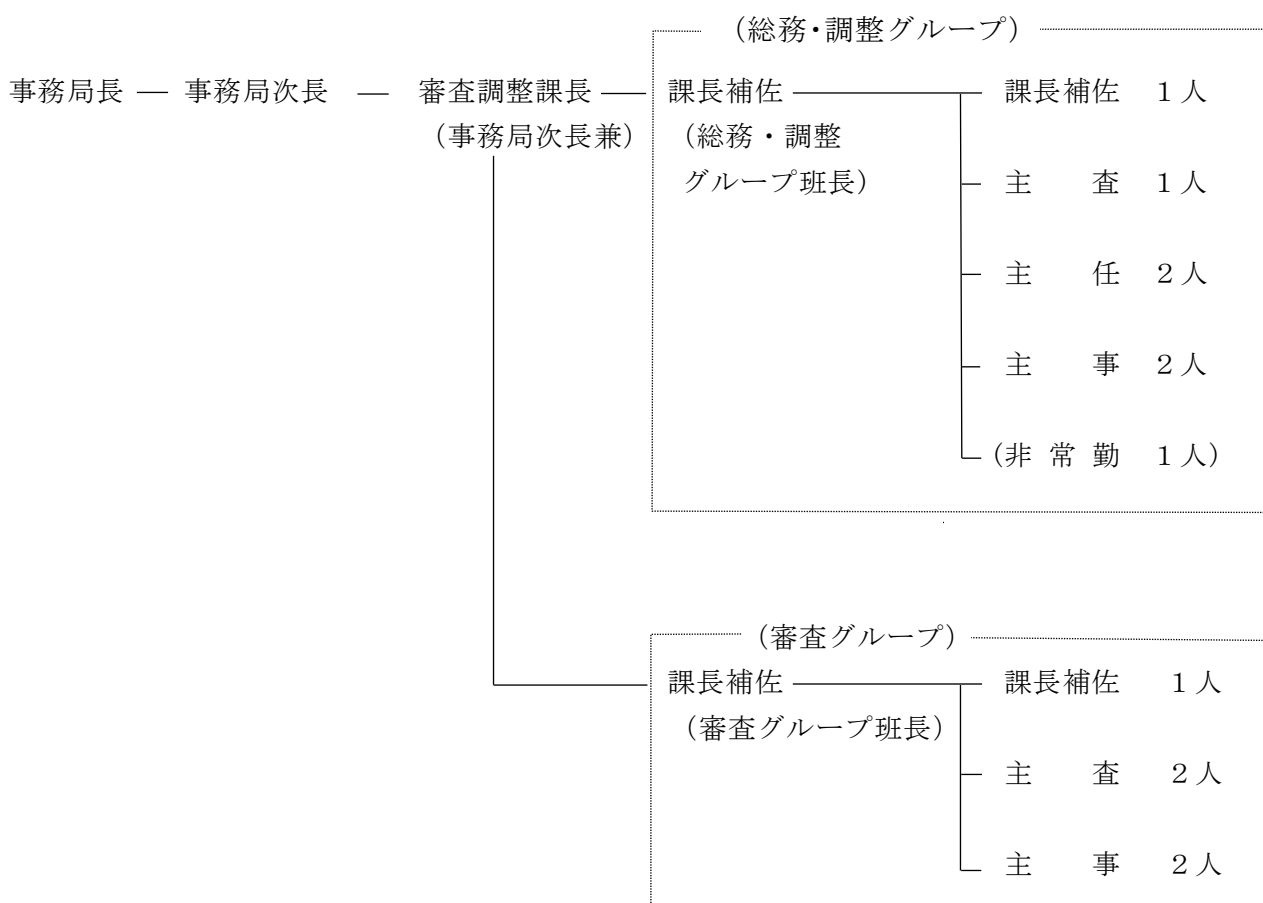 （総務・調整グループ）
事務局長 ― 事務局次長 ― 審査調整課長 ― 課長補佐 ― 課長補佐 １人
（事務局次長兼） （総務・調整
グループ班長） 主　査 １人
主　任 ２人
主　事 ２人
（非 常 勤 １人）
（審査グループ）
課長補佐 ― 課長補佐 １人
（審査グループ班長）
主　査 ２人
主　事 ２人